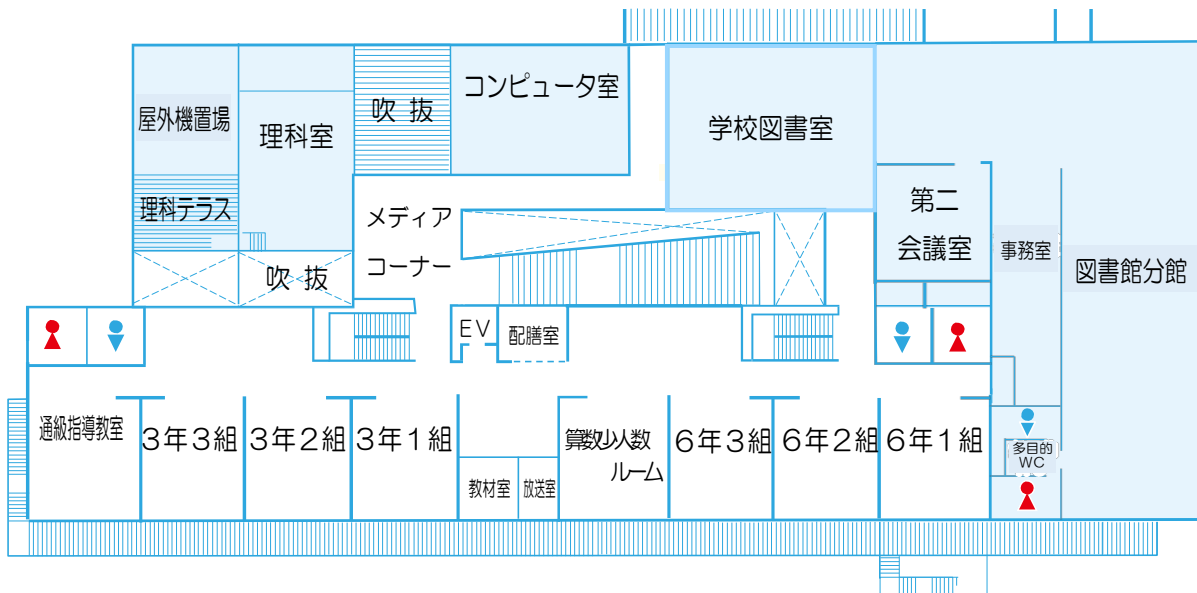 コンピュータ室
屋外機置場
理科室
吹 抜
学校図書室
理科テラス
メディア
コーナー
第二
会議室
事務室
図書館分館
吹 抜
EV
配膳室
通級指導教室
3年3組
3年2組
3年1組
教材室
放送室
算数少人数
ルーム
6年3組
6年2組
6年1組
多目的
WC